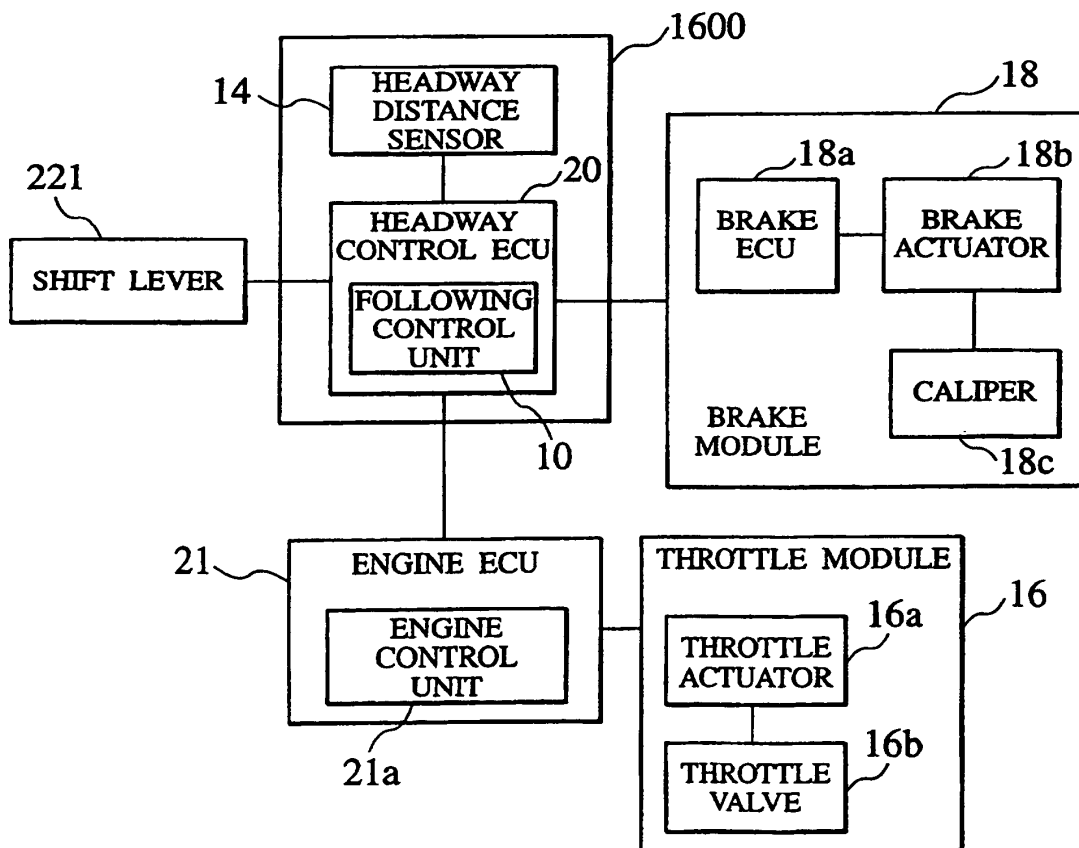 1600
14
HEADWAY
DISTANCE
SENSOR
18
221
20
18a
18b
HEADWAY
CONTROL ECU
BRAKE
ECU
BRAKE
ACTUATOR
SHIFT LEVER
FOLLOWING
CONTROL
UNIT
CALIPER
BRAKE
MODULE
10
18c
21
ENGINE ECU
THROTTLE MODULE
16
16a
ENGINE
CONTROL
UNIT
THROTTLE
ACTUATOR
21a
16b
THROTTLE
VALVE